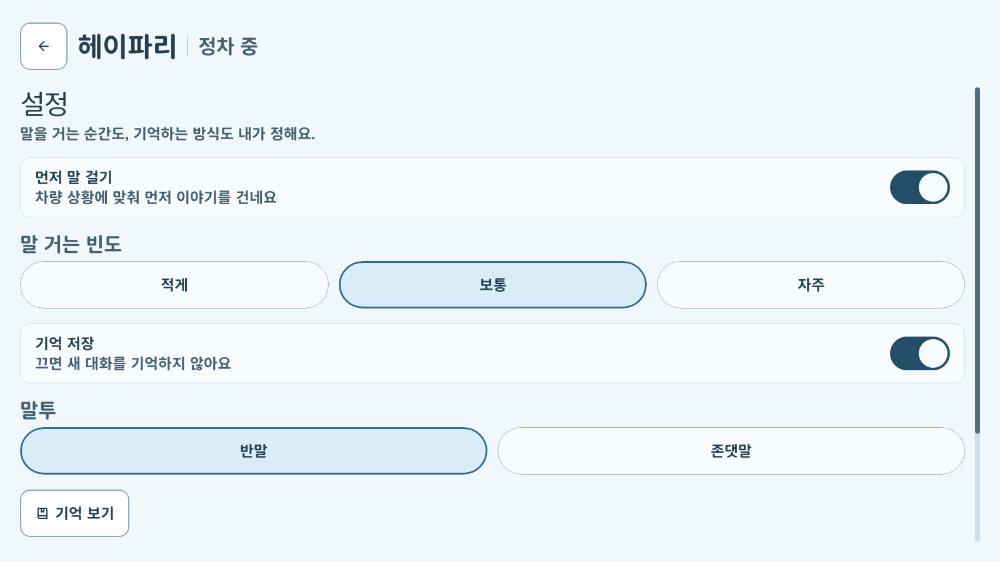 헤이파리
정차 중
설정
말을 거는 순간도, 기억하는 방식도 내가 정해요.
먼저 말 걸기
차량 상황에 맞춰 먼저 이야기를 건네요
말 거는 빈도
적게
보통
자주
기억 저장
끄면 새 대화를 기억하지 않아요
말투
반말
존댓말
기억 보기